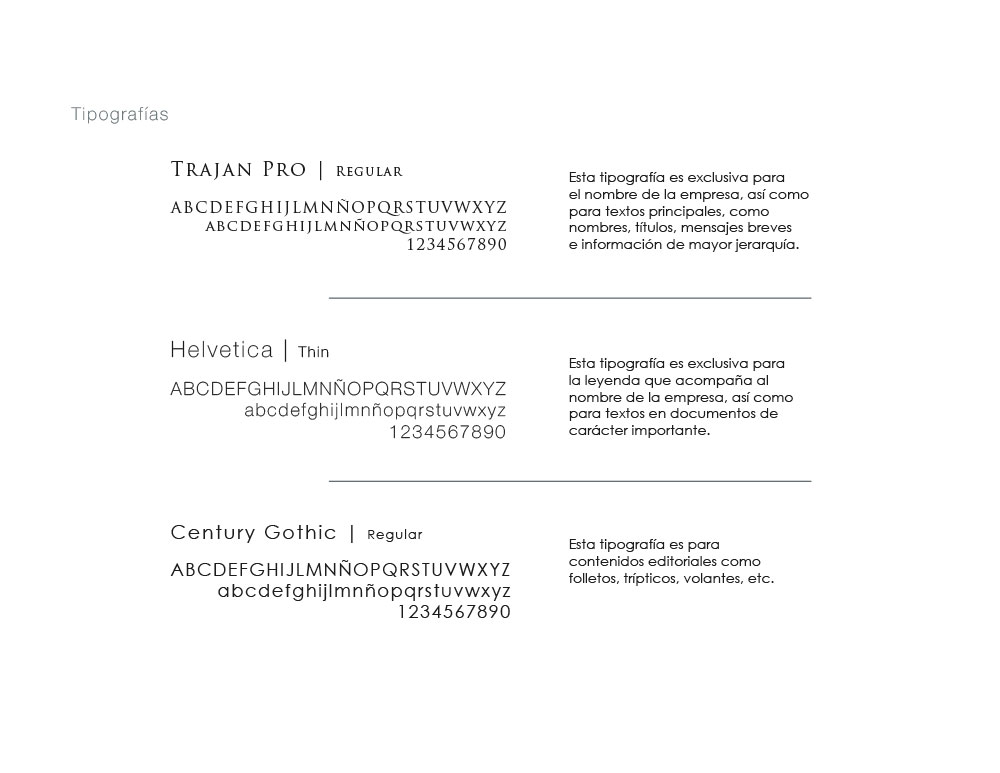 Tipografías
TRAJAN PRO | REGULAR
ABCDEFGHIJLMNÑOPQRSTUVWXYZ
ABCDEFGHIJLMNÑOPQRSTUVWXYZ
1234567890
Esta tipografía es exclusiva para
el nombre de la empresa, así como
para textos principales, como
nombres, títulos, mensajes breves
e información de mayor jerarquía.
Helvetica | Thin
ABCDEFGHIJLMNÑOPQRSTUVWXYZ
abcdefghijlmnñopqrstuvwxyz
1234567890
Esta tipografía es exclusiva para
la leyenda que acompaña al
nombre de la empresa, así como
para textos en documentos de
carácter importante.
Century Gothic | Regular
ABCDEFGHIJLMNÑOPQRSTUVWXYZ
abcdefghijlmnñopqrstuvwxyz
1234567890
Esta tipografía es para
contenidos editoriales como
folletos, trípticos, volantes, etc.